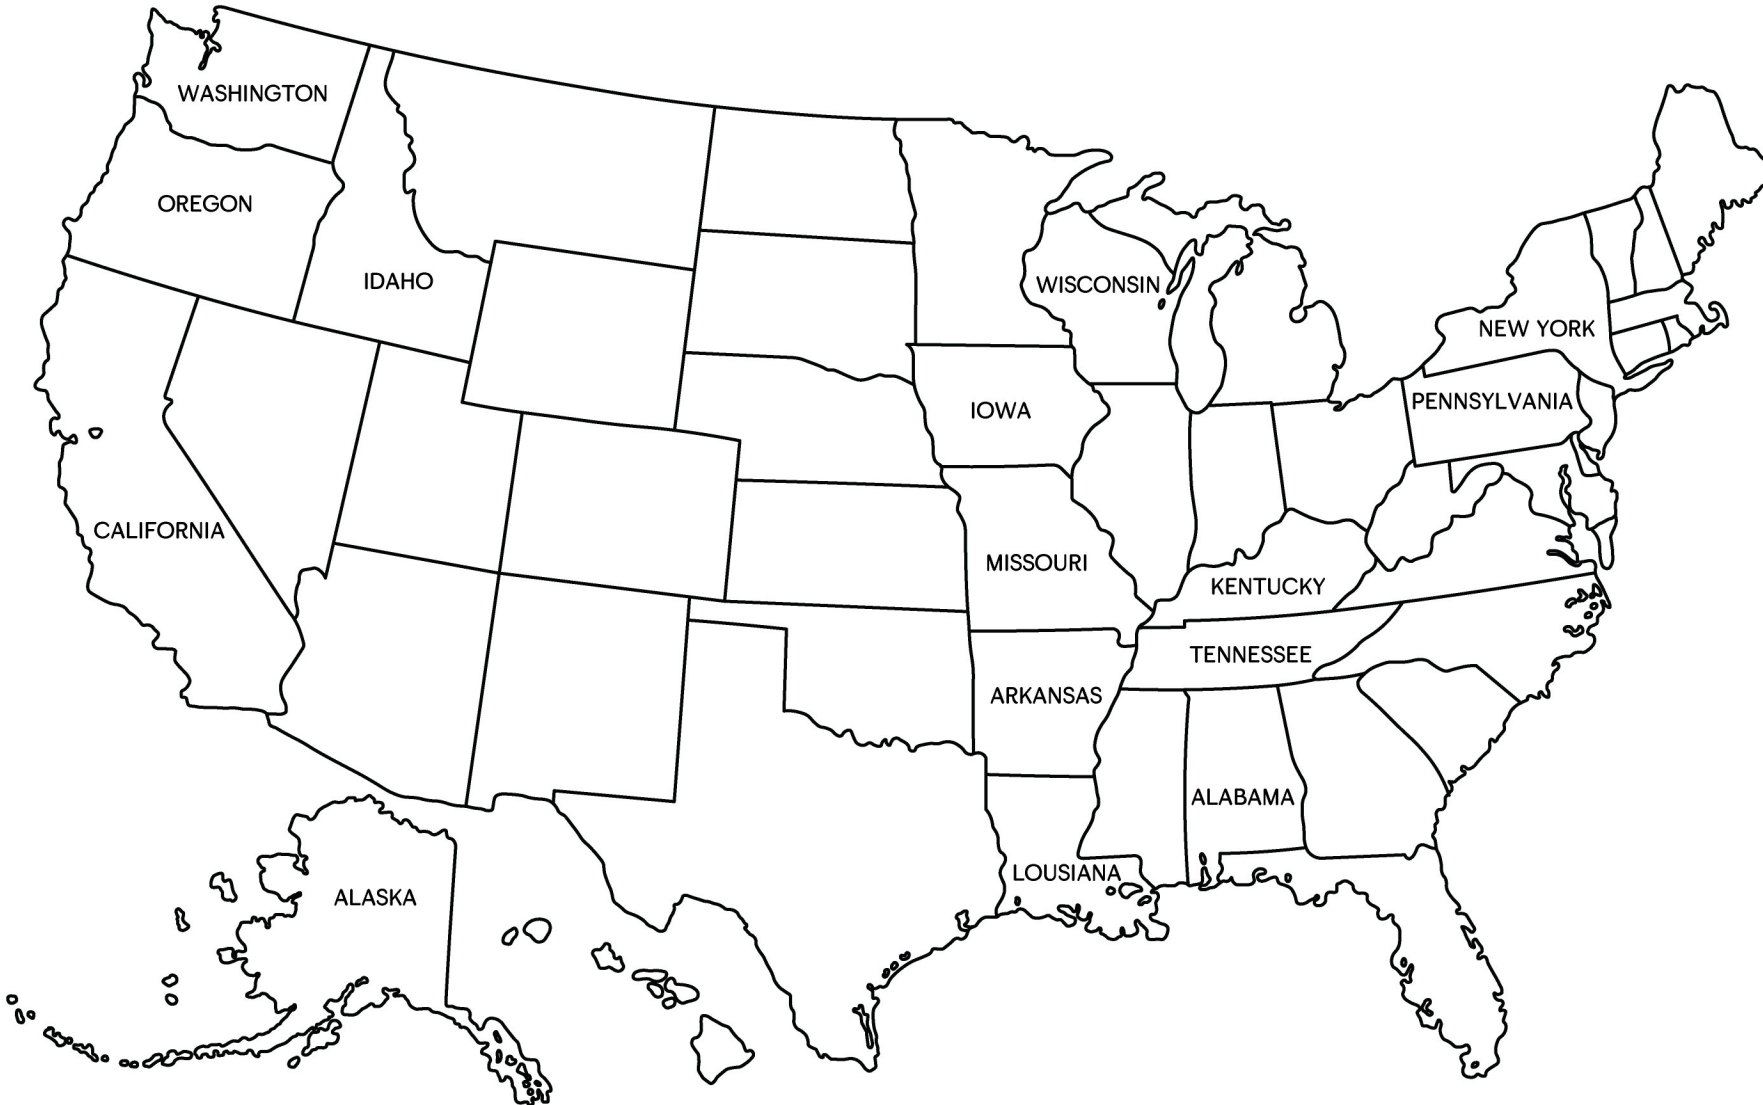 WASHINGTON
OREGON
IDAHO
WISCONSIN
NEW YORK
IOWA
PENNSYLVANIA
CALIFORNIA
MISSOURI
KENTUCKY
TENNESSEE
ARKANSAS
ALABAMA
LOUSIANA
ALASKA